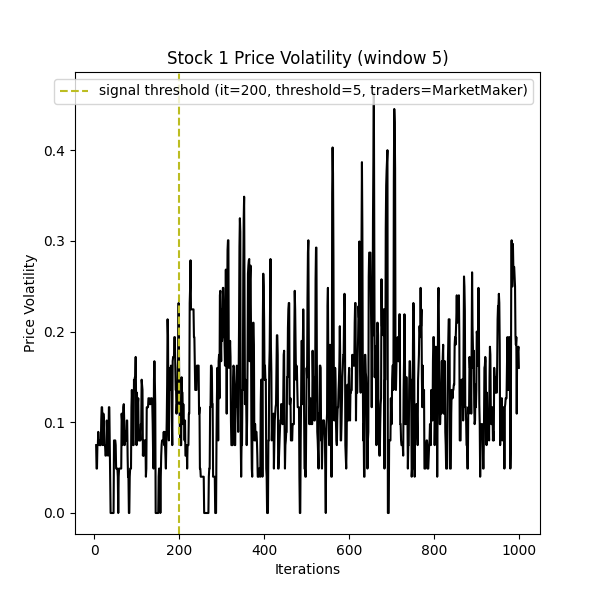 Stock 1 Price Volatility (window 5)
signal threshold (it=200, threshold=5, traders=MarketMaker)
Price Volatility
0.4
0.3
0.2
0.1
0.0
0 200 400 600 800 1000
Iterations